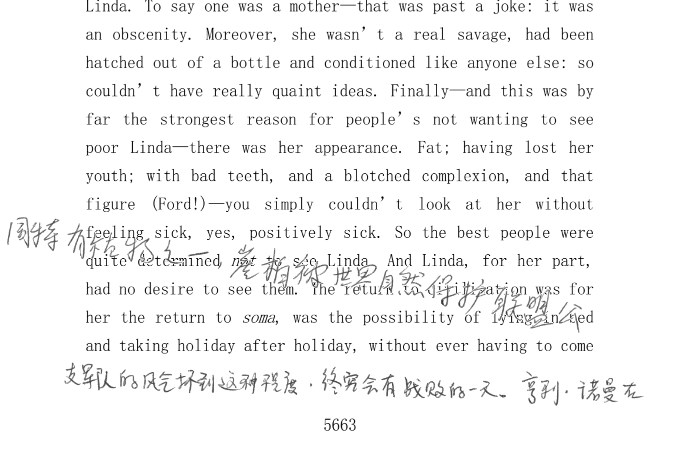 Linda. To say one was a mother—that was past a joke: it was
an obscenity. Moreover, she wasn’t a real savage, had been
hatched out of a bottle and conditioned like anyone else: so
couldn’t have really quaint ideas. Finally—and this was by
far the strongest reason for people’s not wanting to see
poor Linda—there was her appearance. Fat; having lost her
youth; with bad teeth, and a blotched complexion, and that
figure (Ford!)—you simply couldn’t look at her without
feeling sick, yes, positively sick. So the best people were
quite determined not to see Linda. And Linda, for her part,
had no desire to see them. The return to civilization was for
her the return to soma, was the possibility of lying in bed
and taking holiday after holiday, without ever having to come
国特有植物之一，被世界自然保护联盟公
支军队的风气坏到这种程度，终究会有战败的一天。亨利·诺曼在
5663